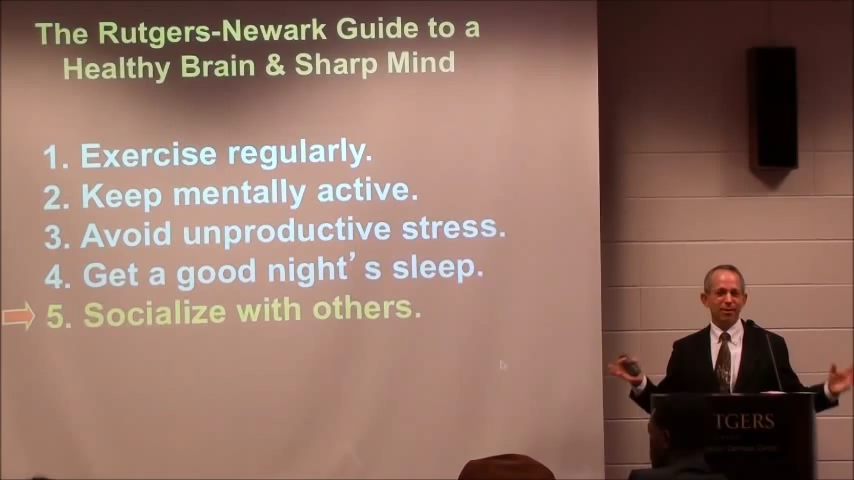 The Rutgers-Newark Guide to a
Healthy Brain & Sharp Mind
1. Exercise regularly.
2. Keep mentally active.
3. Avoid unproductive stress.
4. Get a good night's sleep.
5. Socialize with others.
TGERS